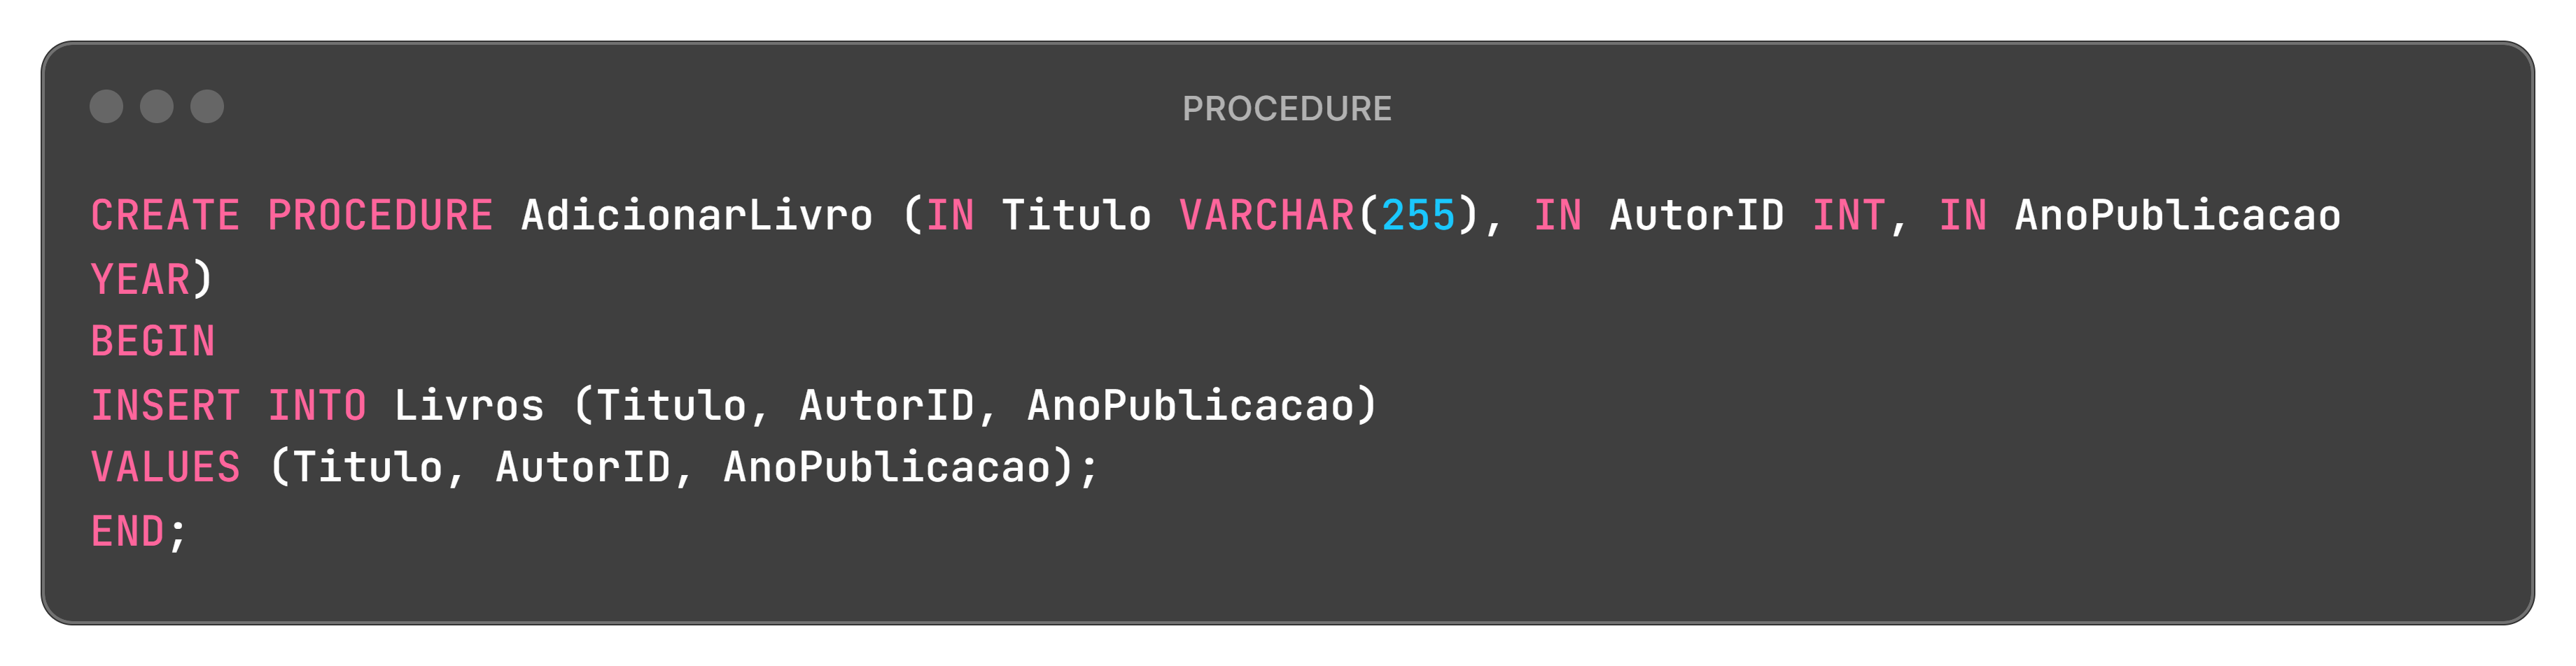 PROCEDURE
CREATE PROCEDURE AdicionarLivro (IN Titulo VARCHAR(255), IN AutorID INT, IN AnoPublicacao
YEAR)
BEGIN
INSERT INTO Livros (Titulo, AutorID, AnoPublicacao)
VALUES (Titulo, AutorID, AnoPublicacao);
END;